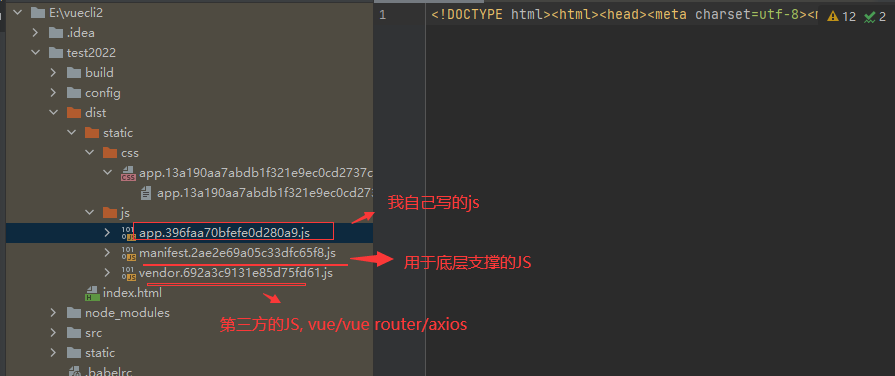 E:\vuecli2
.idea
test2022
build
config
dist
static
css
app.13a190aa7abdb1f321e9ec0cd2737c
app.13a190aa7abdb1f321e9ec0cd273
js
app.396faa70bfefe0d280a9.js
manifest.2ae2e69a05c33dfc65f8.js
vendor.692a3c9131e85d75fd61.js
index.html
node_modules
src
static
.babelrc
1
<!DOCTYPE html><html><head><meta charset=utf-8><
12
2
我自己写的js
用于底层支撑的JS
第三方的JS, vue/vue router/axios